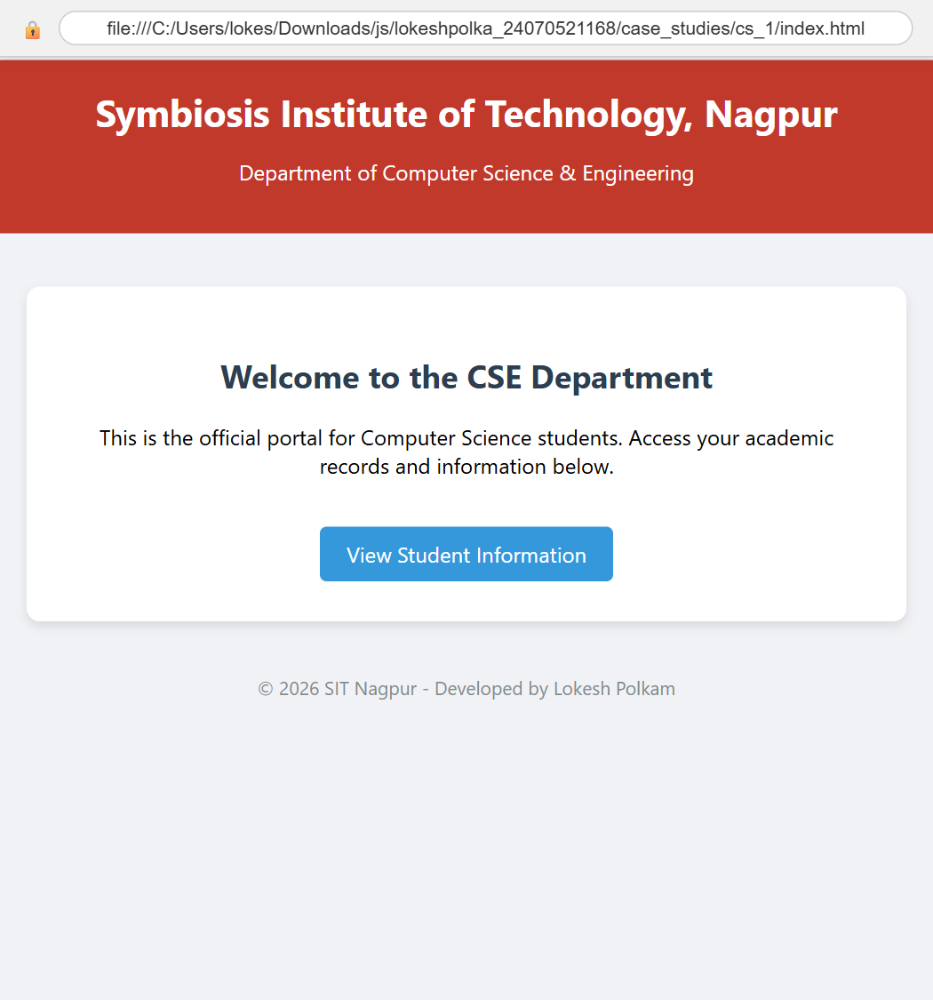 file:///C:/Users/lokes/Downloads/js/lokeshpolka_24070521168/case_studies/cs_1/index.html
Symbiosis Institute of Technology, Nagpur
Department of Computer Science & Engineering
Welcome to the CSE Department
This is the official portal for Computer Science students. Access your academic
records and information below.
View Student Information
© 2026 SIT Nagpur - Developed by Lokesh Polkam